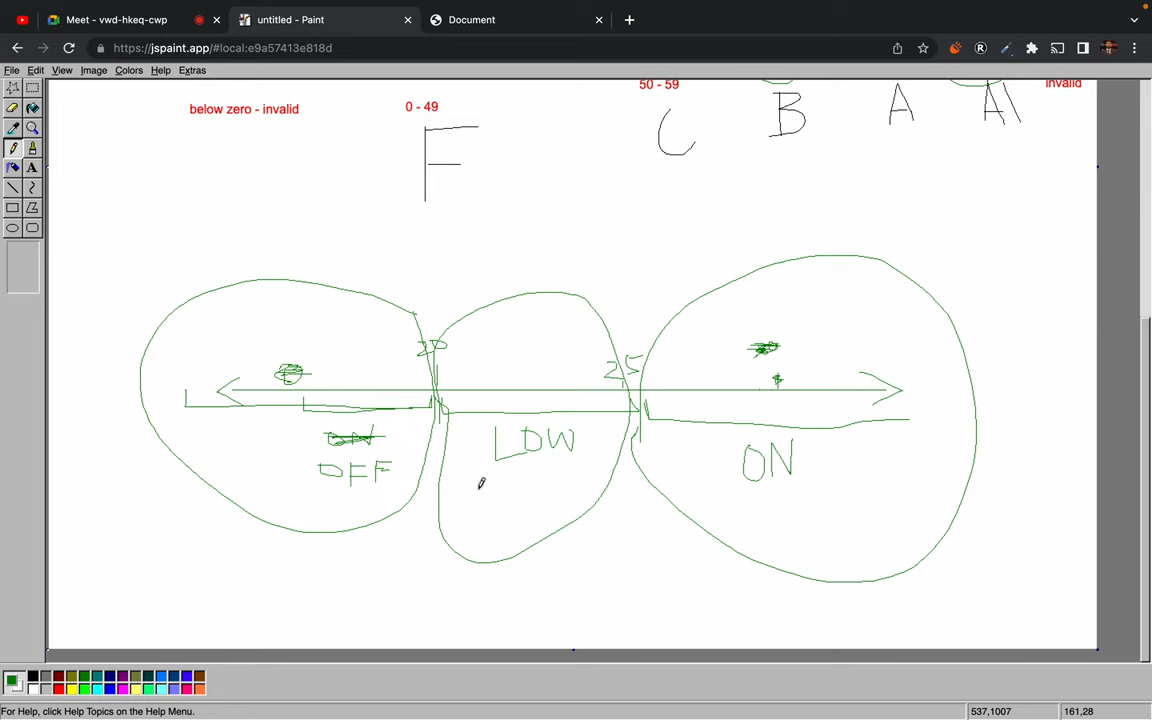 Meet - vwd-hkeq-cwp
untitled - Paint
Document
https://jspaint.app/#local:e9a57413e818d
File Edit View Image Colors Help Extras
below zero - invalid
0 - 49
50 - 59
invalid
F
C
B
A
A
20
25
ON
OFF
LOW
ON
For Help, click Help Topics on the Help Menu.
537,1007
161,28